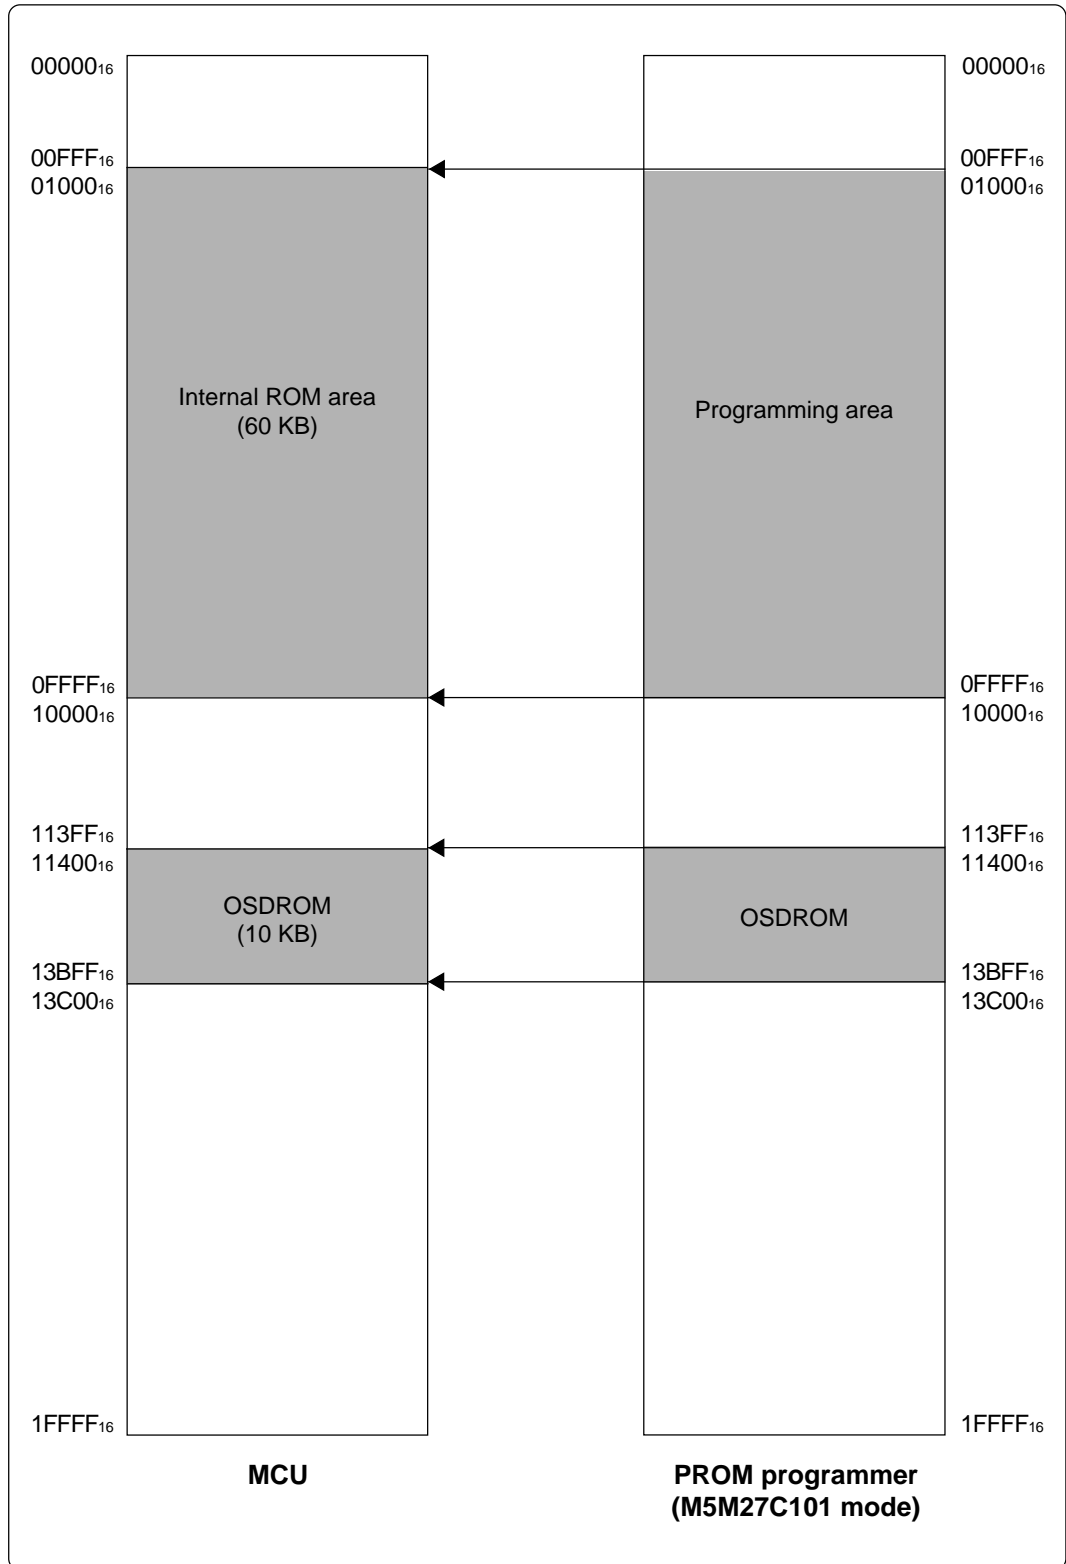 0000016
0000016
00FFF16
00FFF16
0100016
0100016
Internal ROM area
(60 KB)
Programming area
0FFFF16
0FFFF16
1000016
1000016
113FF16
113FF16
1140016
1140016
OSDROM
(10 KB)
OSDROM
13BFF16
13BFF16
13C0016
13C0016
1FFFF16
1FFFF16
MCU
PROM programmer
(M5M27C101 mode)